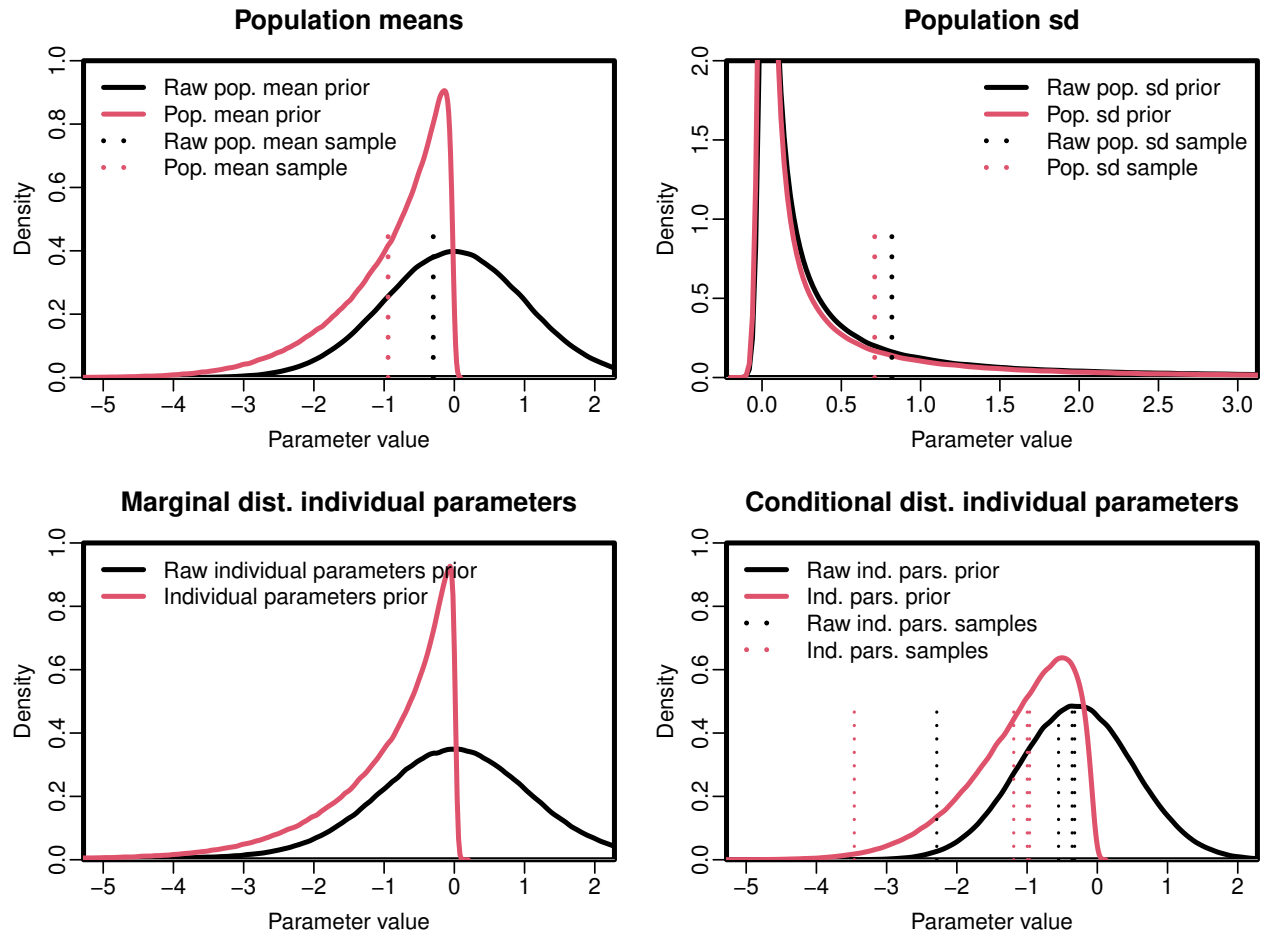 Population means
1.0
0.8
0.6
0.4
0.2
0.0
Density
Raw pop. mean prior
Pop. mean prior
Raw pop. mean sample
Pop. mean sample
−5 −4 −3 −2 −1 0 1 2
Parameter value
Population sd
2.0
1.5
1.0
0.5
0.0
Density
Raw pop. sd prior
Pop. sd prior
Raw pop. sd sample
Pop. sd sample
0.0 0.5 1.0 1.5 2.0 2.5 3.0
Parameter value
Marginal dist. individual parameters
1.0
0.8
0.6
0.4
0.2
0.0
Density
Raw individual parameters prior
Individual parameters prior
−5 −4 −3 −2 −1 0 1 2
Parameter value
Conditional dist. individual parameters
1.0
0.8
0.6
0.4
0.2
0.0
Density
Raw ind. pars. prior
Ind. pars. prior
Raw ind. pars. samples
Ind. pars. samples
−5 −4 −3 −2 −1 0 1 2
Parameter value